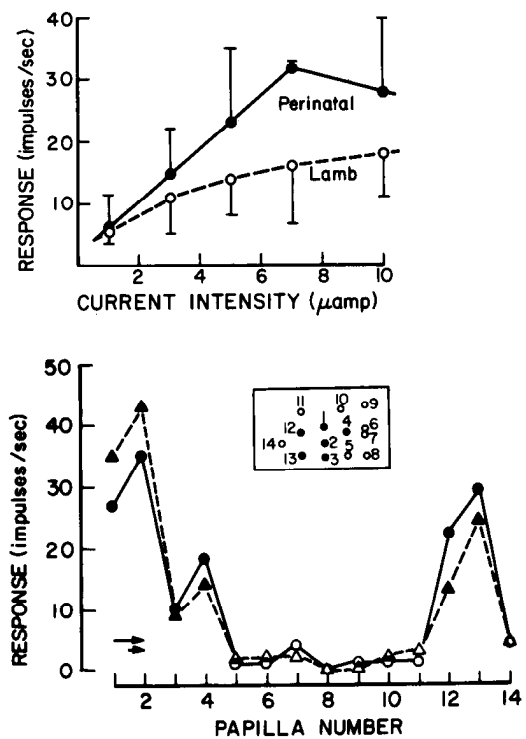 40
30
20
10
RESPONSE (impulses/sec)
Perinatal
Lamb
2 4 6 8 10
CURRENT INTENSITY (μamp)
50
40
30
20
10
0
RESPONSE (impulses/sec)
11 10 9
12 1 4 6
7
14 2 5
13 3 8
2 4 6 8 10 12 14
PAPILLA NUMBER